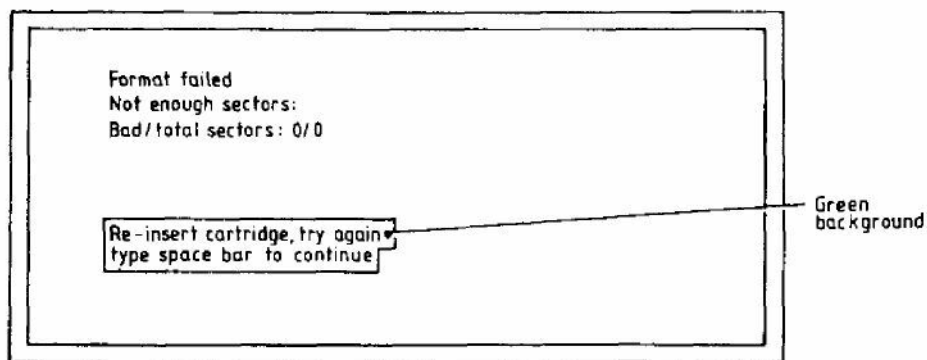 Format failed
Not enough sectors:
Bad/total sectors: 0/0
Re-insert cartridge, try again
type space bar to continue
Green
background